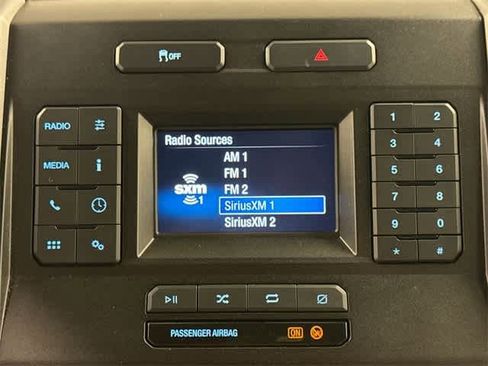 OFF
RADIO
MEDIA
i
Radio Sources
AM 1
FM 1
FM 2
SiriusXM 1
SiriusXM 2
sxm
1
1 2
3 4
5 6
7 8
9 0
* #
PASSENGER AIRBAG ON